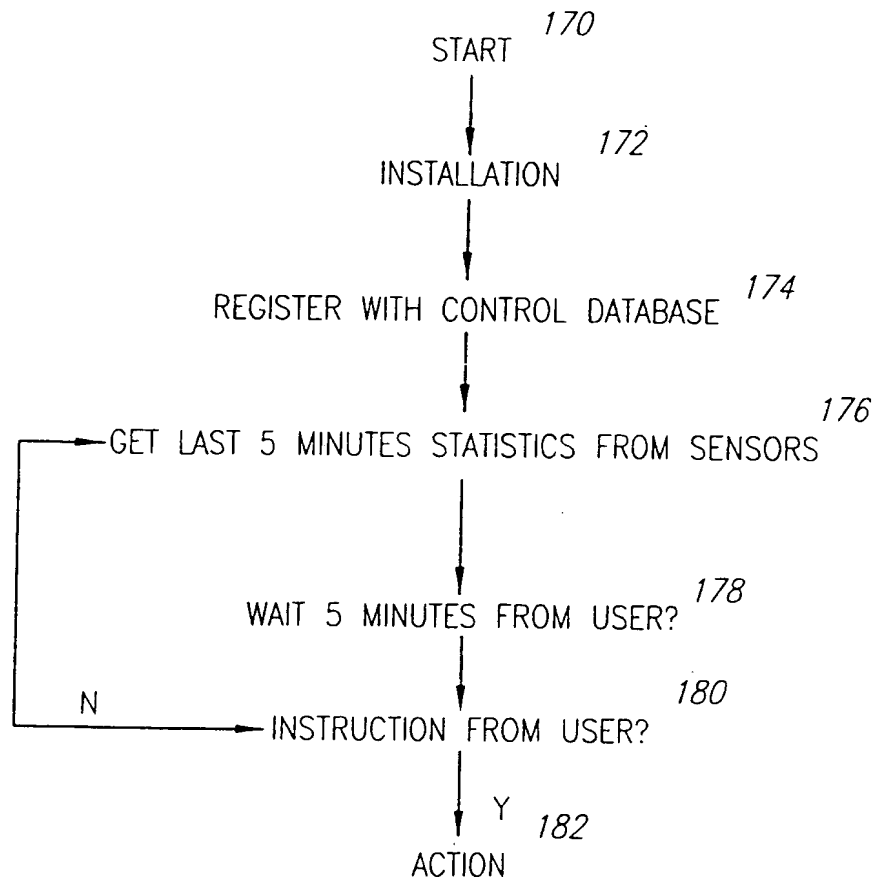 170
START
172
INSTALLATION
174
REGISTER WITH CONTROL DATABASE
176
GET LAST 5 MINUTES STATISTICS FROM SENSORS
178
WAIT 5 MINUTES FROM USER?
180
N
INSTRUCTION FROM USER?
Y
182
ACTION